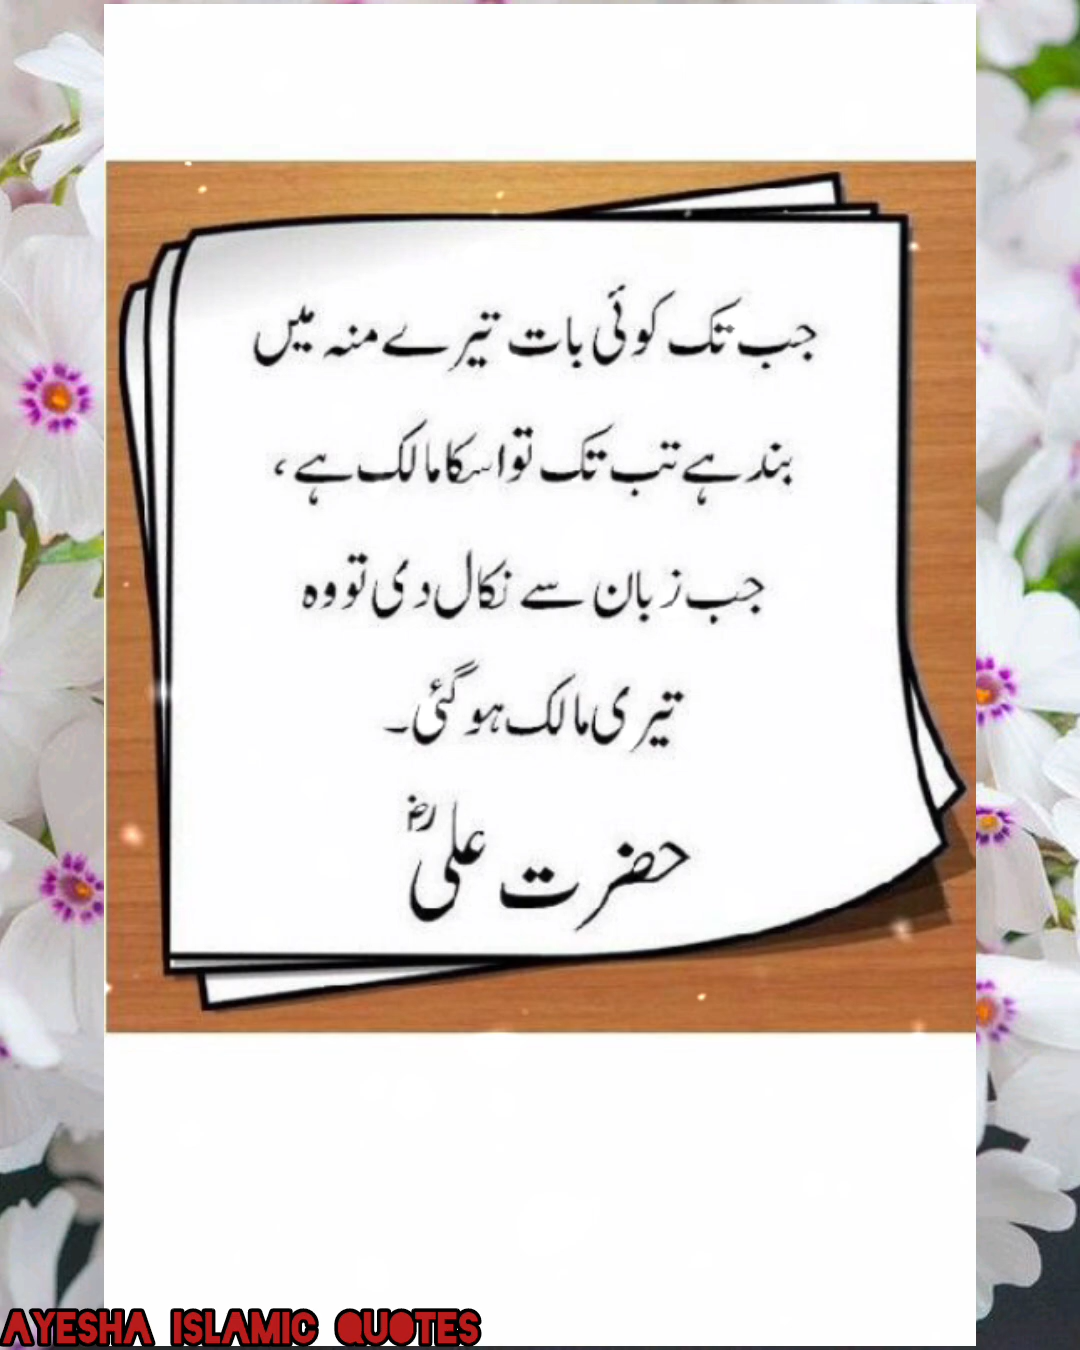 جب تک کوئی بات تیرے منہ میں
بند ہے تب تک تو اسکا مالک ہے،
جب زبان سے نکال دی تو وہ
تیری مالک ہو گئی۔
حضرت علیؓ
AYESHA ISLAMIC QUOTES